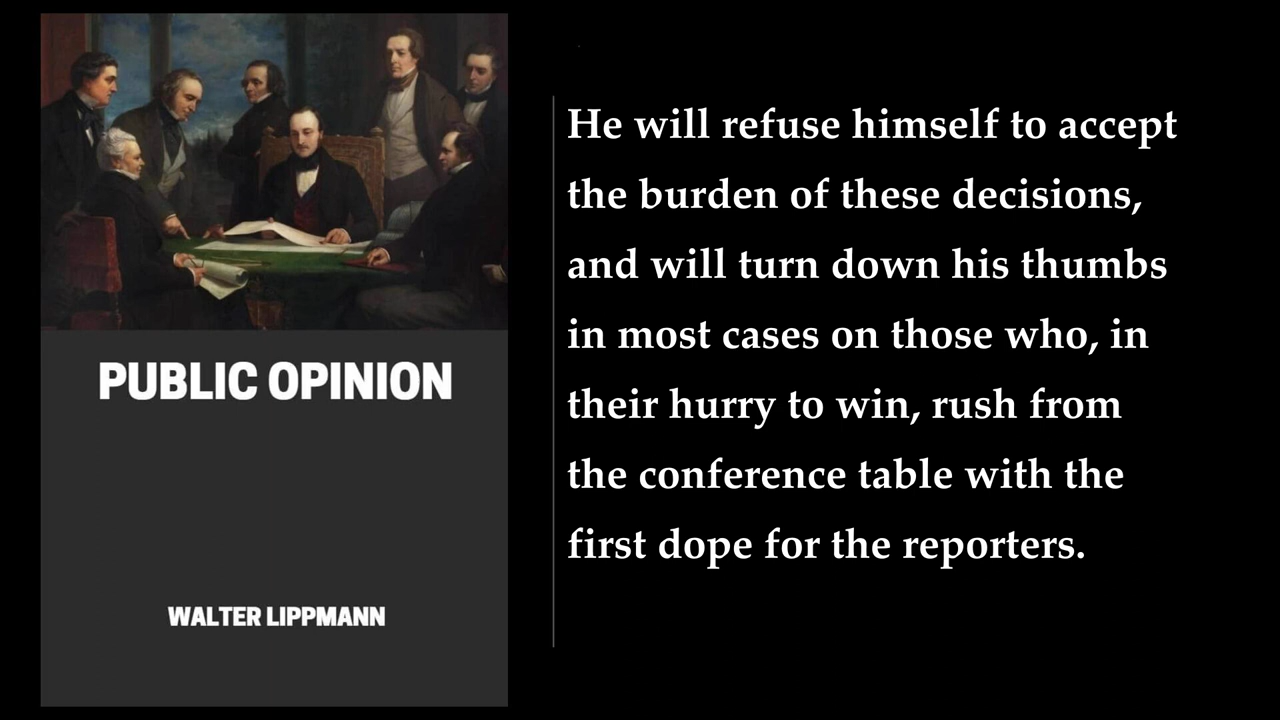 PUBLIC OPINION
WALTER LIPPMANN
He will refuse himself to accept
the burden of these decisions,
and will turn down his thumbs
in most cases on those who, in
their hurry to win, rush from
the conference table with the
first dope for the reporters.